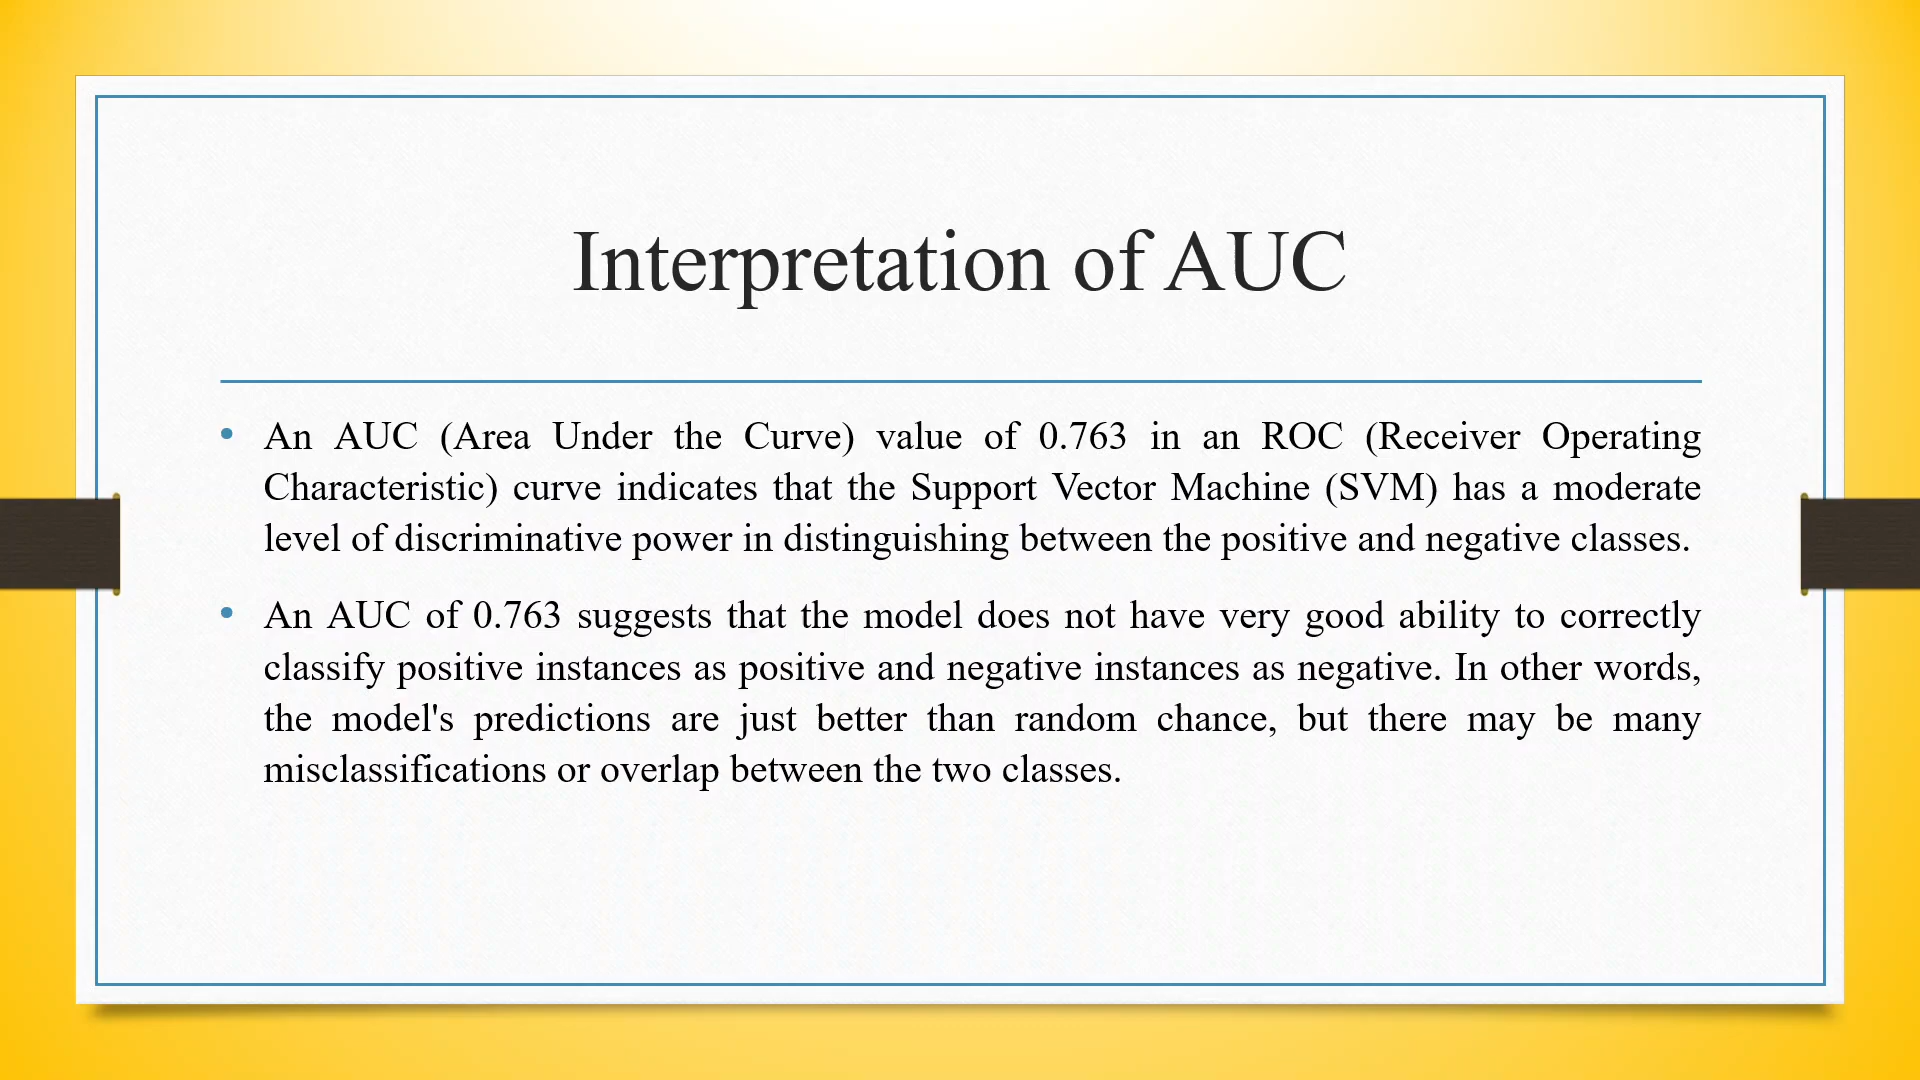 Interpretation of AUC
• An AUC (Area Under the Curve) value of 0.763 in an ROC (Receiver Operating
Characteristic) curve indicates that the Support Vector Machine (SVM) has a moderate
level of discriminative power in distinguishing between the positive and negative classes.
• An AUC of 0.763 suggests that the model does not have very good ability to correctly
classify positive instances as positive and negative instances as negative. In other words,
the model's predictions are just better than random chance, but there may be many
misclassifications or overlap between the two classes.